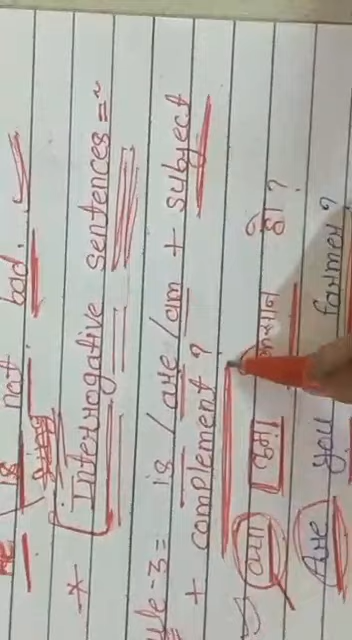 is not bad.
* Interrogative sentences =~
Rule-3 = is / are / am + subject
+ complement ?
क्या तुम किसान हो ?
Are you farmer ?